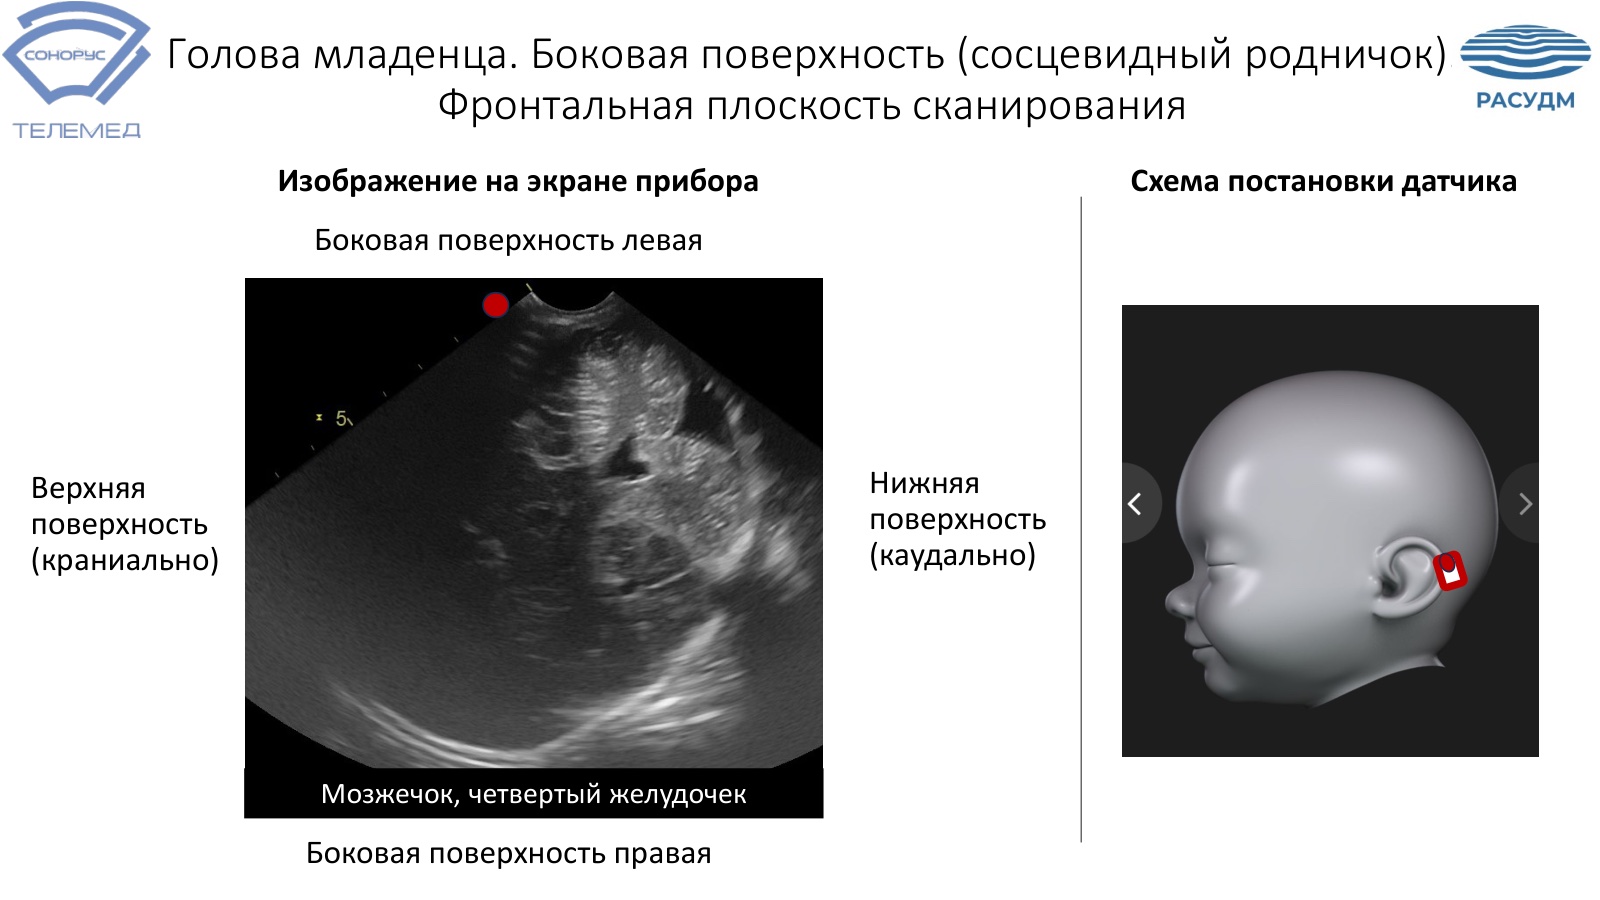 СОНОРУС
ТЕЛЕМЕД
Голова младенца. Боковая поверхность (сосцевидный родничок).
Фронтальная плоскость сканирования
РАСУДМ
Изображение на экране прибора
Схема постановки датчика
Боковая поверхность левая
5
Верхняя
поверхность
(краниально)
Нижняя
поверхность
(каудально)
Мозжечок, четвертый желудочек
Боковая поверхность правая